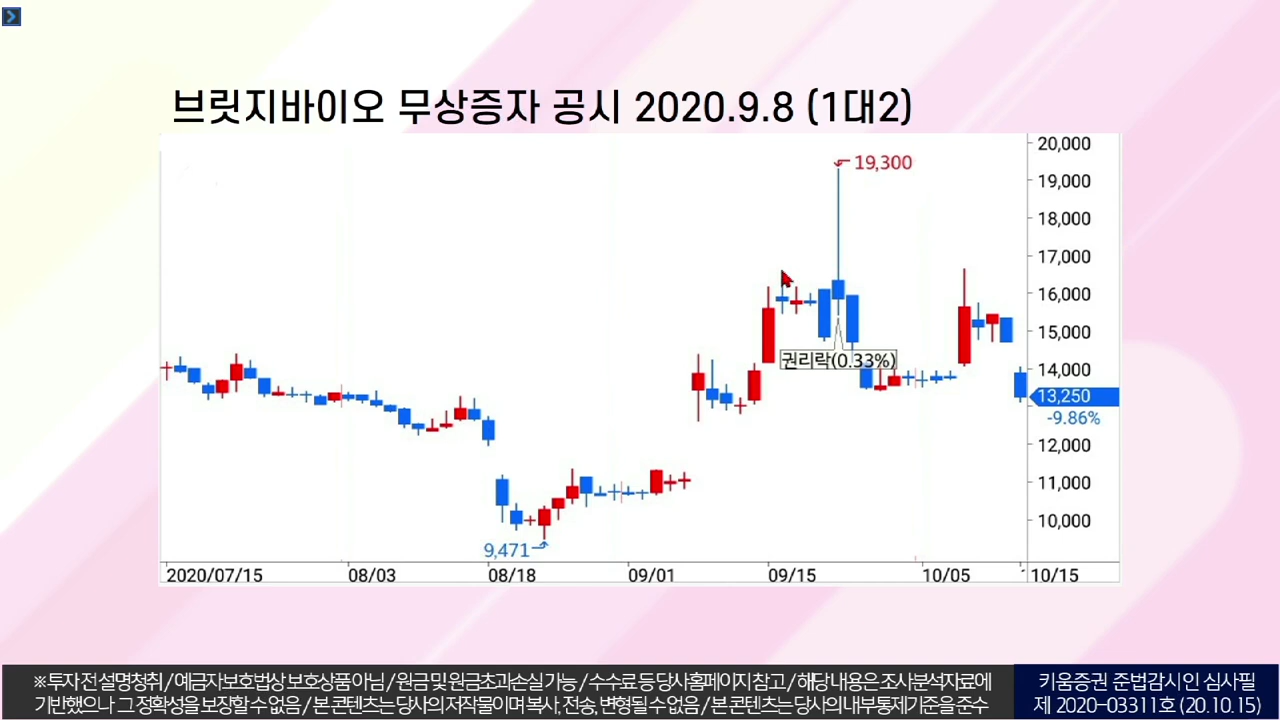 브릿지바이오 무상증자 공시 2020.9.8 (1대2)
20,000
19,300
19,000
18,000
17,000
16,000
15,000
권리락(0.33%)
14,000
13,250
-9.86%
12,000
11,000
10,000
9,471
2020/07/15 08/03 08/18 09/01 09/15 10/05 10/15
※투자 전 설명청취 / 예금자보호법상 보호상품 아님 / 원금 및 원금초과손실 가능 / 수수료 등 당사홈페이지 참고 / 해당 내용은 조사분석자료에
기반했으나 그 정확성을 보장할 수 없음 / 본 콘텐츠는 당사의 저작물이며 복사, 전송, 변형될 수 없음 / 본 콘텐츠는 당사의 내부통제기준을 준수
키움증권 준법감시인 심사필
제 2020-03311호 (20.10.15)